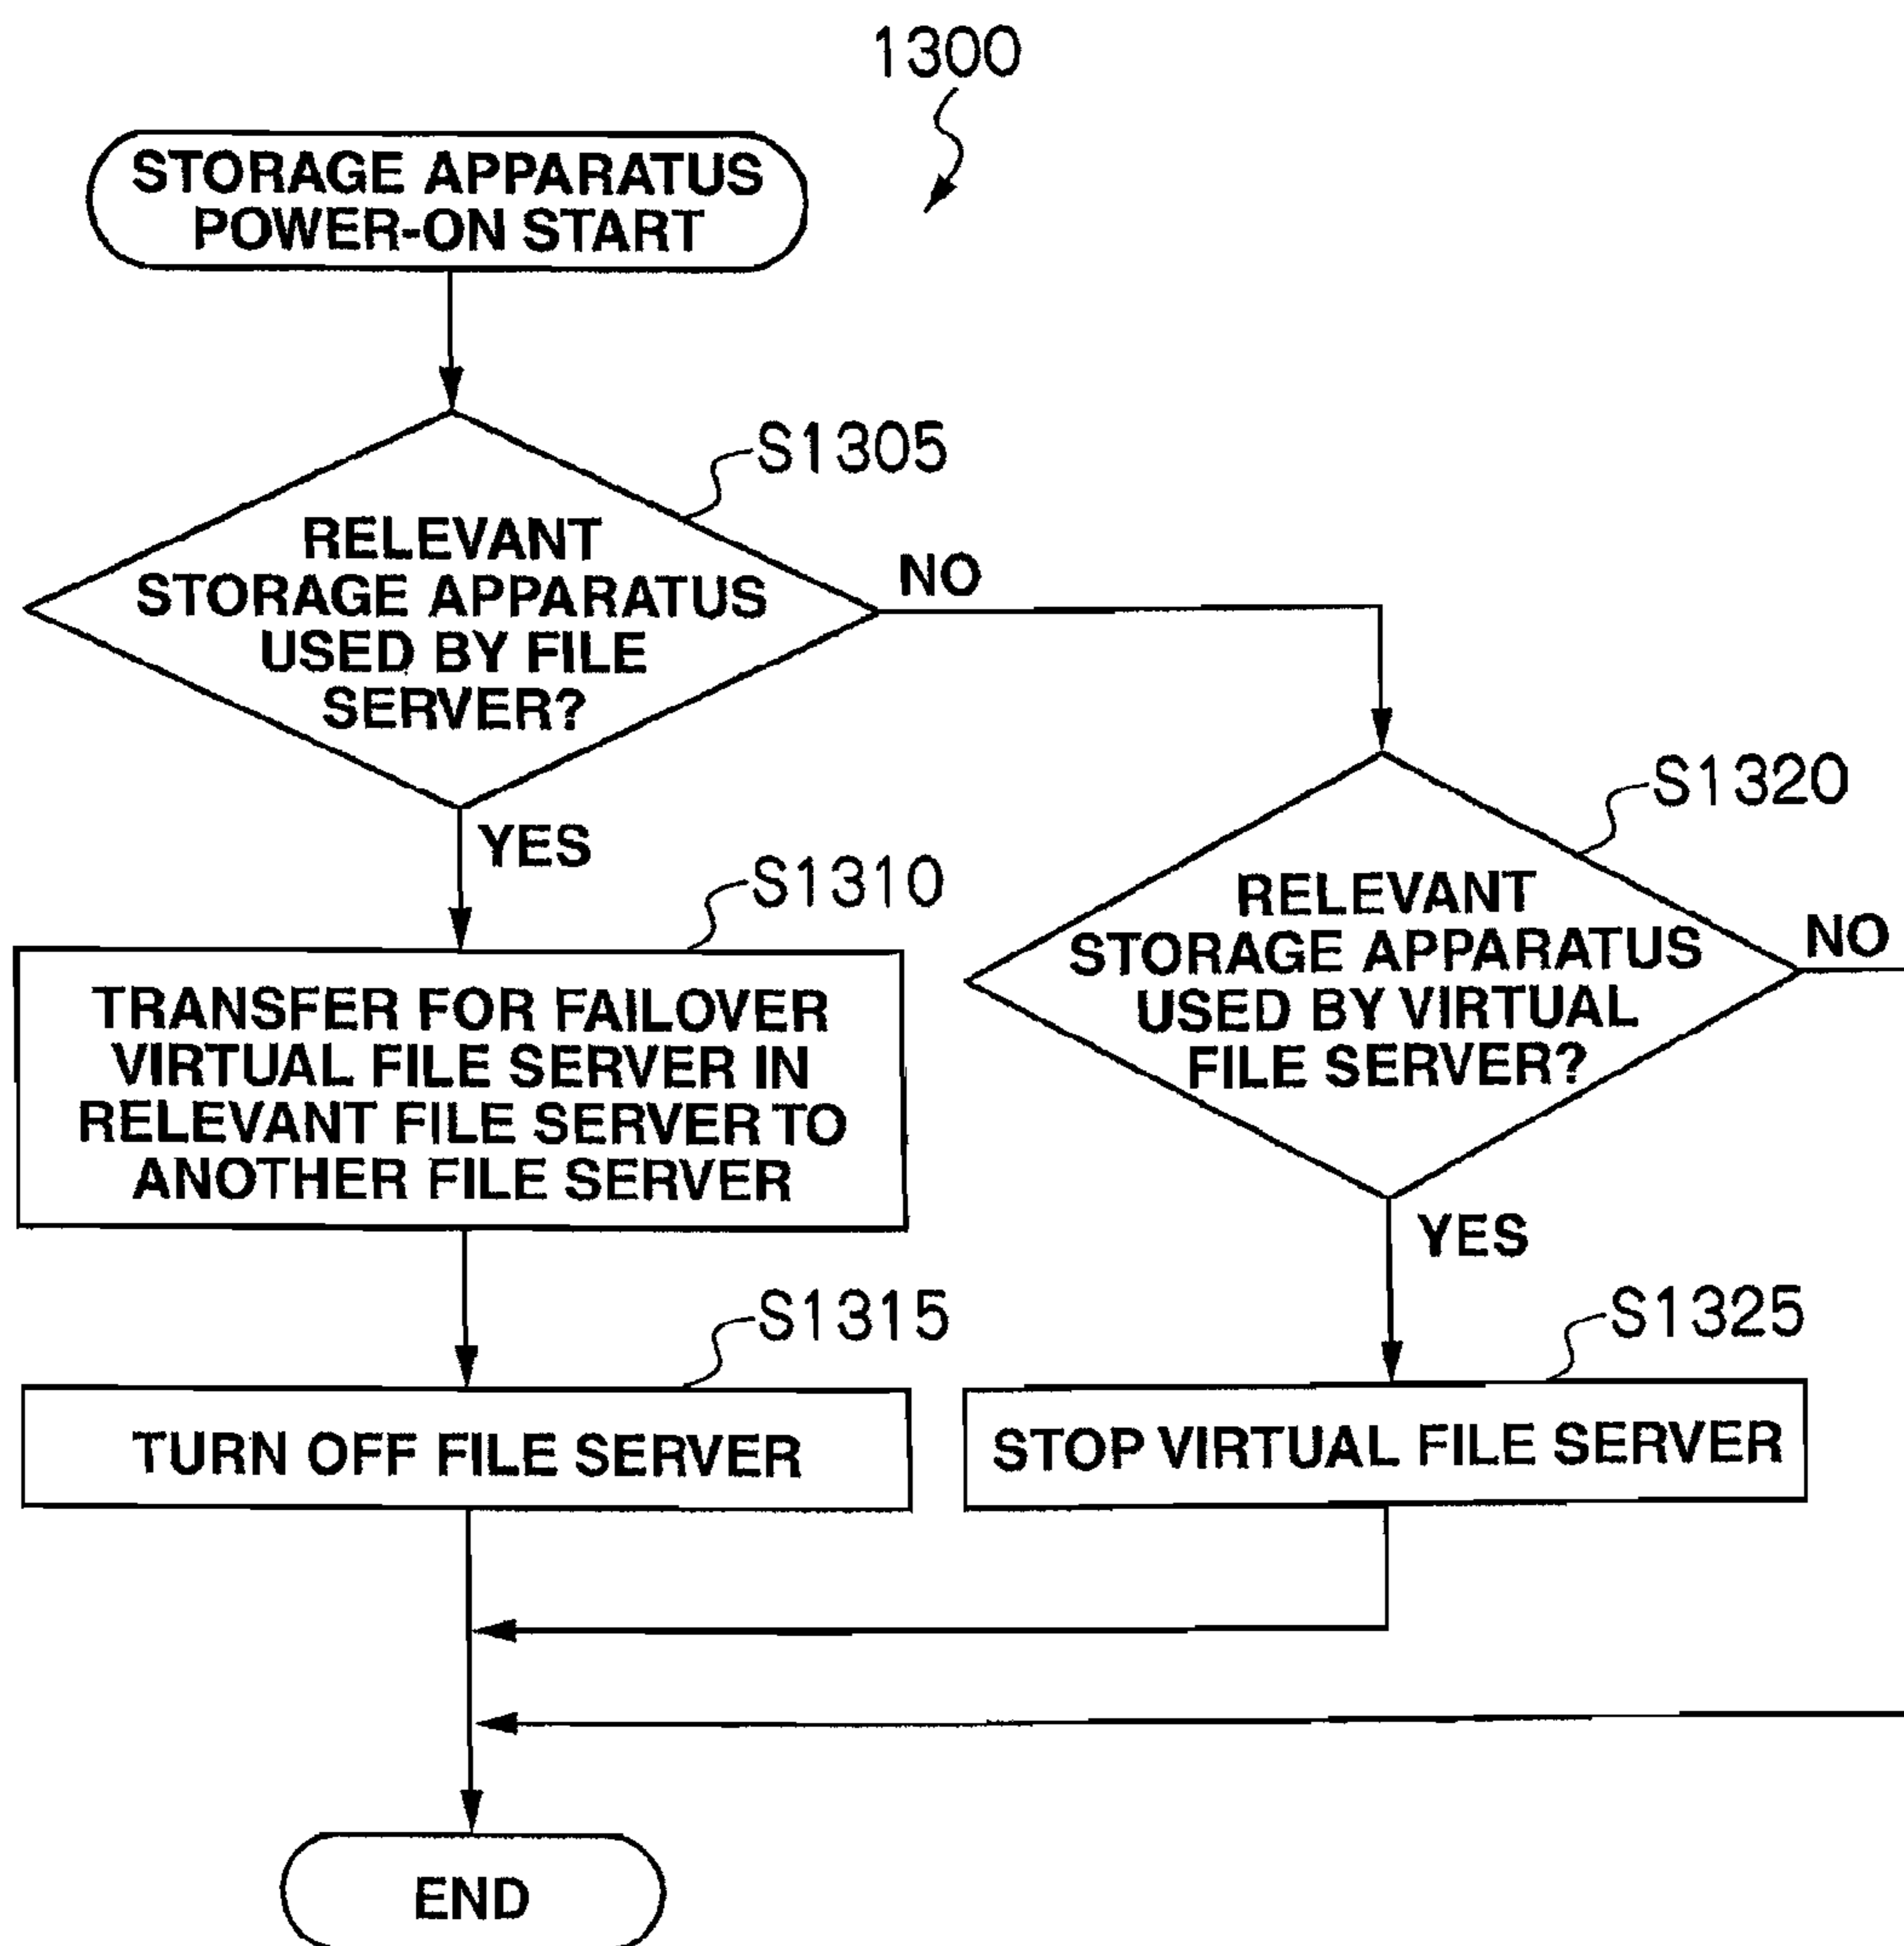 1300
STORAGE APPARATUS
POWER-ON START
S1305
RELEVANT
STORAGE APPARATUS
USED BY FILE
SERVER?
NO
YES
S1310
TRANSFER FOR FAILOVER
VIRTUAL FILE SERVER IN
RELEVANT FILE SERVER TO
ANOTHER FILE SERVER
S1315
TURN OFF FILE SERVER
S1320
RELEVANT
STORAGE APPARATUS
USED BY VIRTUAL
FILE SERVER?
NO
YES
S1325
STOP VIRTUAL FILE SERVER
END